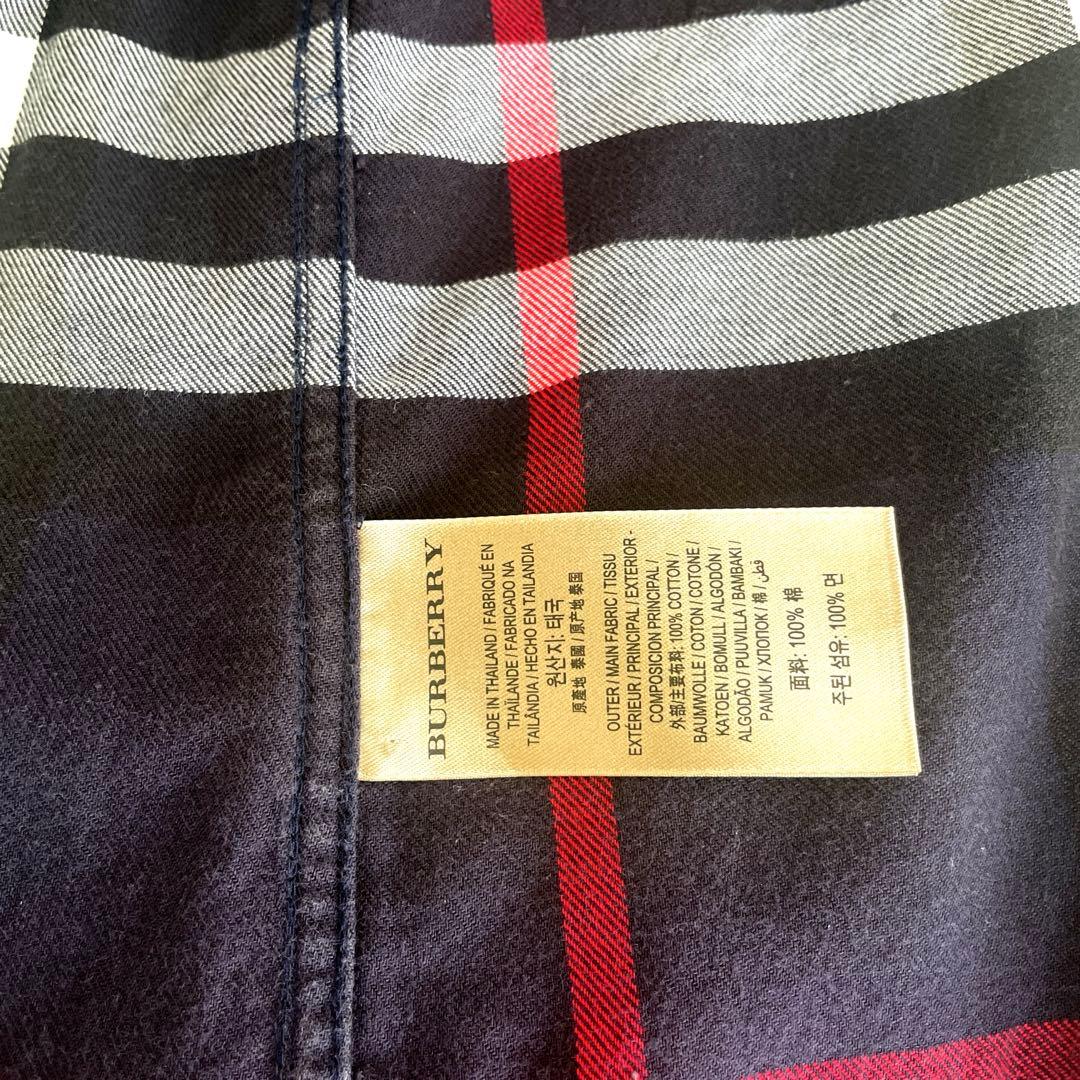 BURBERRY
MADE IN THAILAND / FABRIQUÉ EN
THAÏLANDE / FABRICADO NA
TAILÂNDIA / HECHO EN TAILANDIA
원산지: 태국
原產地 泰國 / 原产地 泰国
OUTER / MAIN FABRIC / TISSU
EXTÉRIEUR / PRINCIPAL / EXTERIOR -
COMPOSICION PRINCIPAL /
外部/主要布料: 100% COTTON /
BAUMWOLLE / COTON / COTONE /
KATOEN / BOMULL / ALGODÓN /
ALGODÃO / PUUVILLA / BAMBAKI /
PAMUK / ХЛОПОК / 棉 / قطن
面料: 100% 棉
주된 섬유: 100% 면